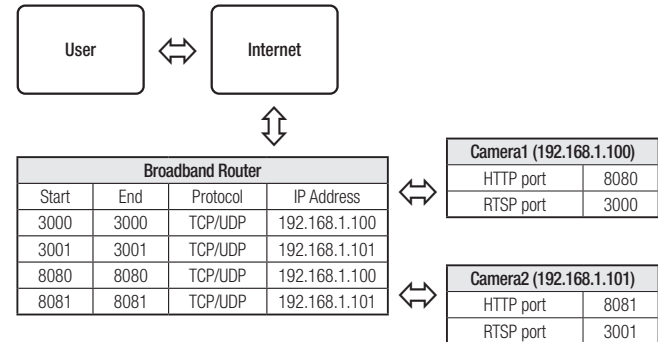 User
Internet
Broadband Router
Start End Protocol IP Address
3000 3000 TCP/UDP 192.168.1.100
3001 3001 TCP/UDP 192.168.1.101
8080 8080 TCP/UDP 192.168.1.100
8081 8081 TCP/UDP 192.168.1.101
Camera1 (192.168.1.100)
HTTP port 8080
RTSP port 3000
Camera2 (192.168.1.101)
HTTP port 8081
RTSP port 3001